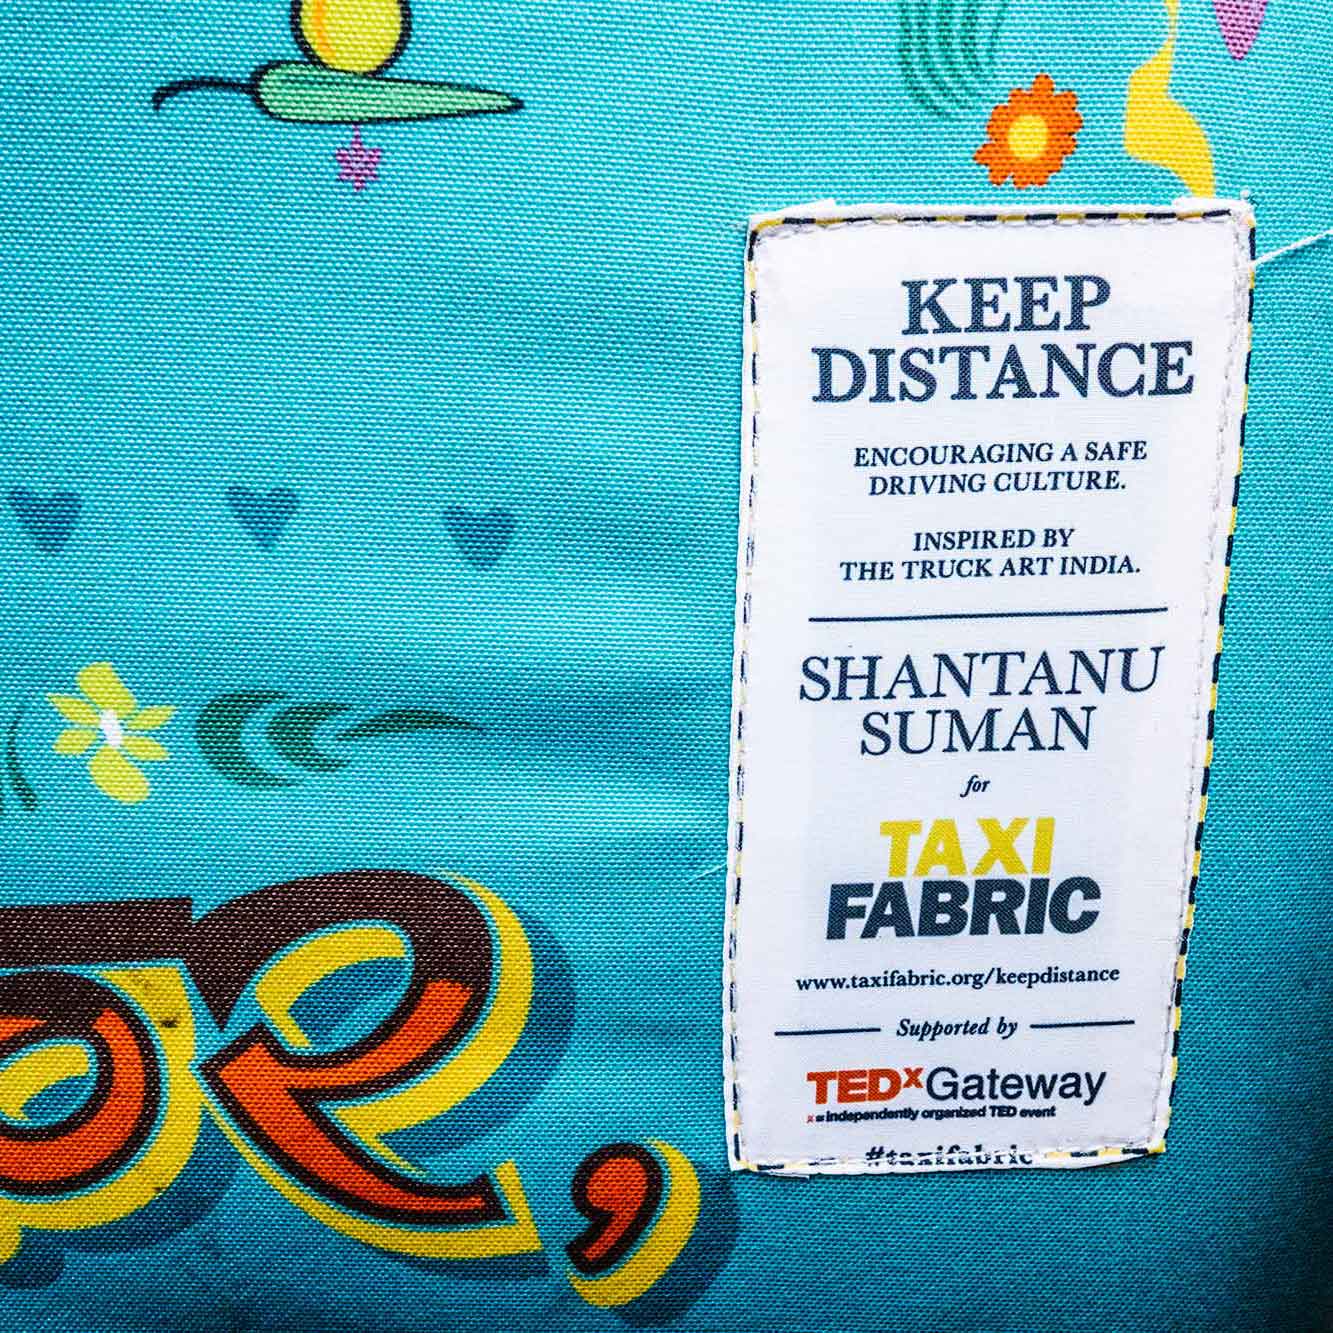 KEEP
DISTANCE
ENCOURAGING A SAFE
DRIVING CULTURE.
INSPIRED BY
THE TRUCK ART INDIA.
SHANTANU
SUMAN
for
TAXI
FABRIC
www.taxifabric.org/keepdistance
Supported by
TEDxGateway
x = independently organized TED event
#taxifabric